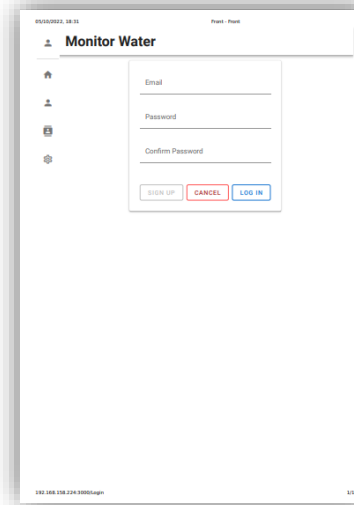 05/10/2022, 18:31 Front - Front
Monitor Water
Email
Password
Confirm Password
SIGN UP CANCEL LOG IN
192.168.158.224:3000/Login 1/1